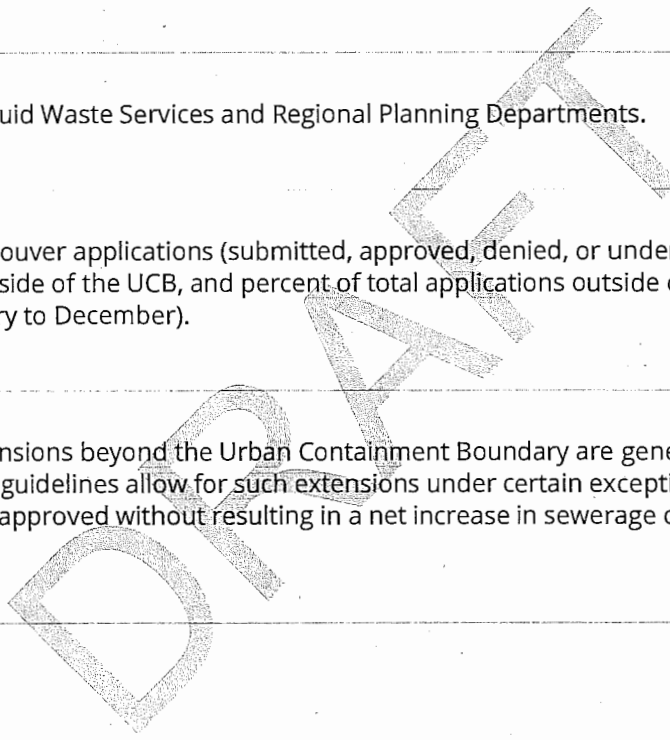 uid Waste Services and Regional Planning Departments.
ouver applications (submitted, approved, denied, or unde
side of the UCB, and percent of total applications outside
ry to December).
nsions beyond the Urban Containment Boundary are gene
guidelines allow for such extensions under certain excepti
approved without resulting in a net increase in sewerage
DRAFT